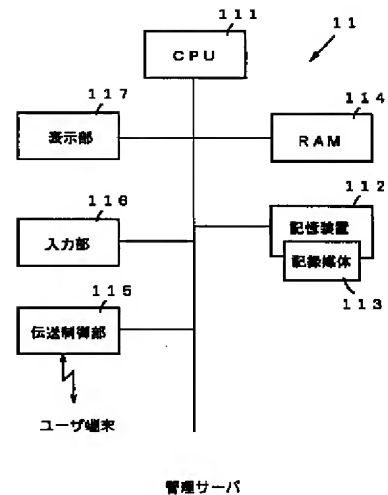 111
11
CPU
117
114
表示部
RAM
112
116
記憶装置
入力部
記録媒体
113
115
伝送制御部
ユーザ端末
管理サーバ